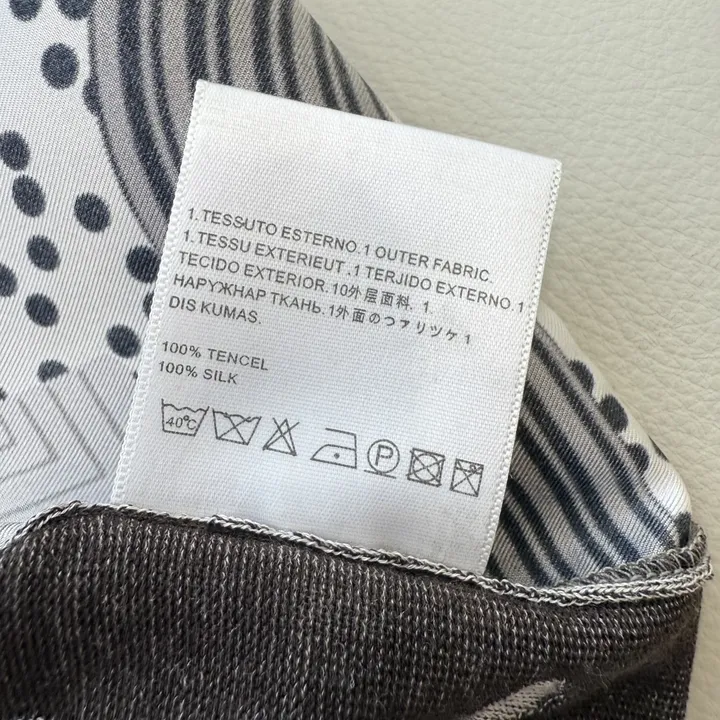 1.TESSUTO ESTERNO.1 OUTER FABRIC.
1.TESSU EXTERIEUT.1 TERJIDO EXTERNO.1
TECIDO EXTERIOR.10外层面料. 1.
НАРУЖНАР ТКАНЬ.1外面のつァリツケ 1
DIS KUMAS.
100% TENCEL
100% SILK
40°C
P